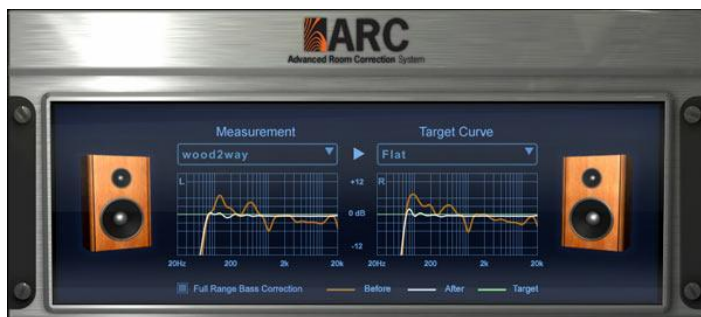 ARC
Advanced Room Correction System
Measurement
Target Curve
wood2way
Flat
L
+12
R
0 dB
-12
20Hz
200
2k
20k
20Hz
200
2k
20k
Full Range Bass Correction
Before
After
Target